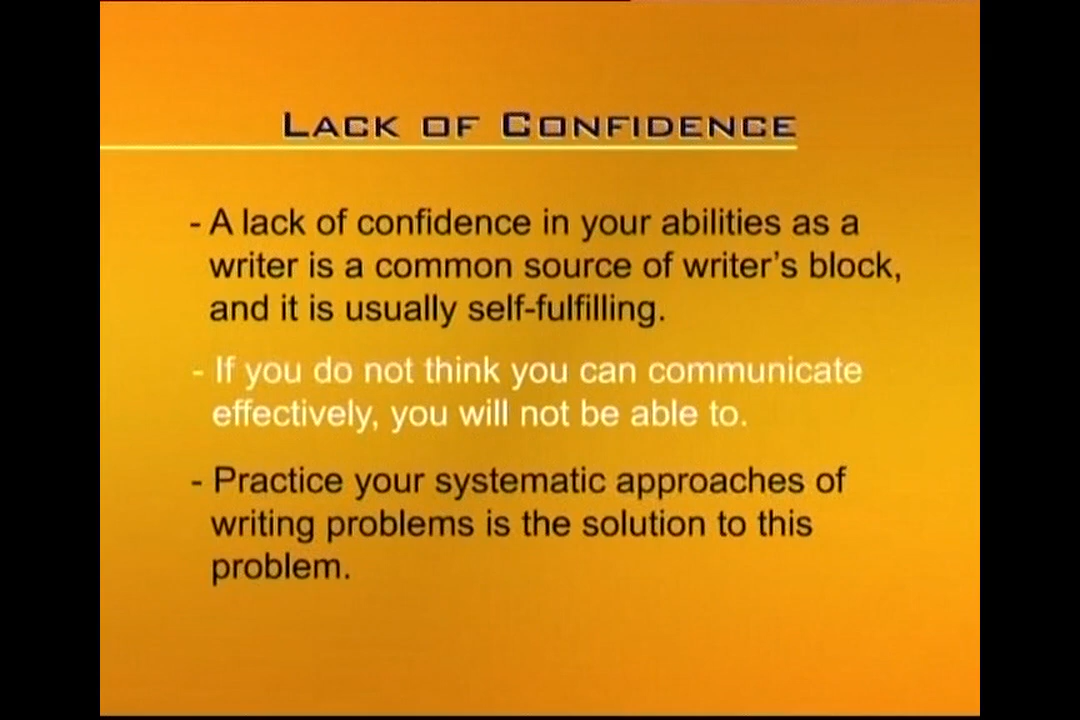 LACK OF CONFIDENCE
- A lack of confidence in your abilities as a
writer is a common source of writer's block,
and it is usually self-fulfilling.
- If you do not think you can communicate
effectively, you will not be able to.
- Practice your systematic approaches of
writing problems is the solution to this
problem.